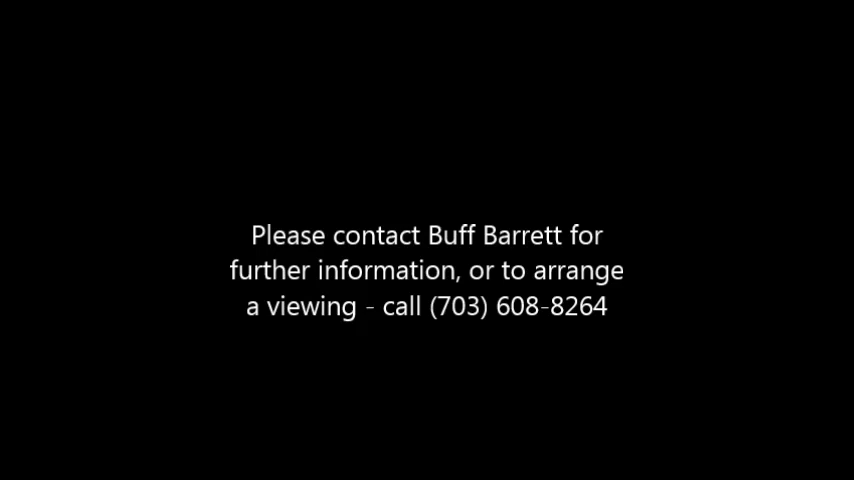 Please contact Buff Barrett for
further information, or to arrange
a viewing - call (703) 608-8264